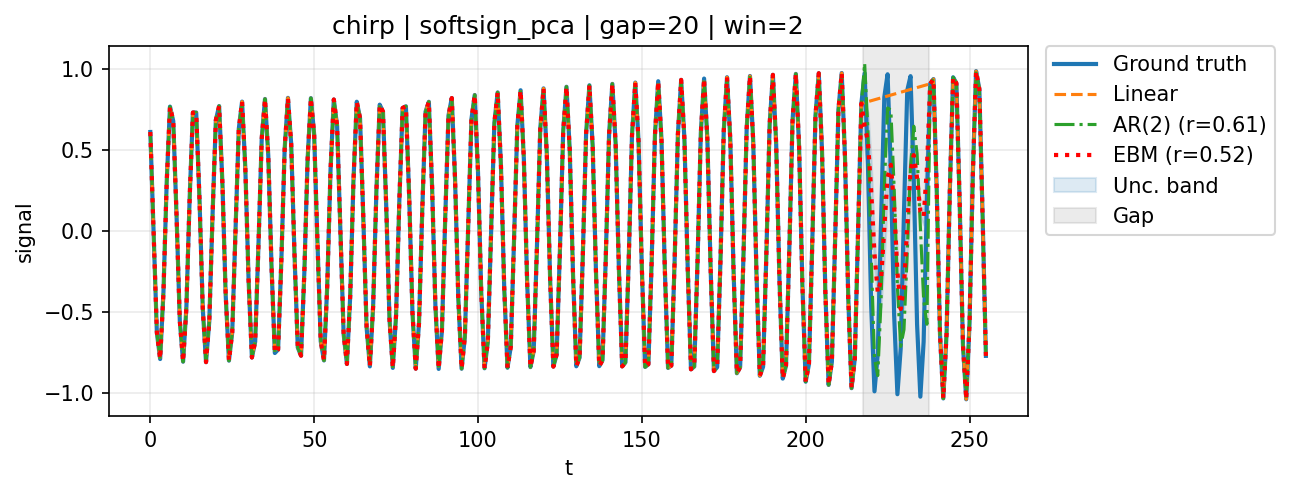 chirp | softsign_pca | gap=20 | win=2
1.0
0.5
0.0
−0.5
−1.0
signal
0
50
100
150
200
250
t
Ground truth
Linear
AR(2) (r=0.61)
EBM (r=0.52)
Unc. band
Gap